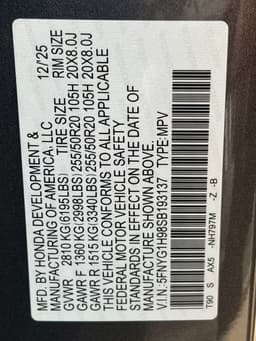 MFD. BY HONDA DEVELOPMENT & 12/25
MANUFACTURING OF AMERICA, LLC
TIRE SIZE RIM SIZE
GVWR 2810 KG(6195LBS)
GAWR F 1360 KG(2998LBS) 255/50R20 105H 20X8.0J
GAWR R 1515 KG(3340LBS) 255/50R20 105H 20X8.0J
THIS VEHICLE CONFORMS TO ALL APPLICABLE
FEDERAL MOTOR VEHICLE SAFETY
STANDARDS IN EFFECT ON THE DATE OF
MANUFACTURE SHOWN ABOVE.
V.I.N.:5FNYG1H98SB193137 TYPE:MPV
T90 S AX5 -NH797M -Z -B